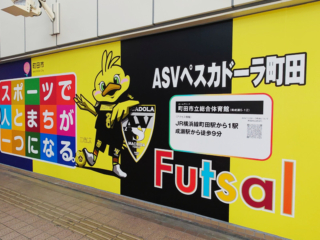 町田市
スポーツで
人とまちが
一つになる。
ASVペスカドーラ町田
町田市立総合体育館
JR横浜線町田駅から1駅
成瀬駅から徒歩9分
Futsal